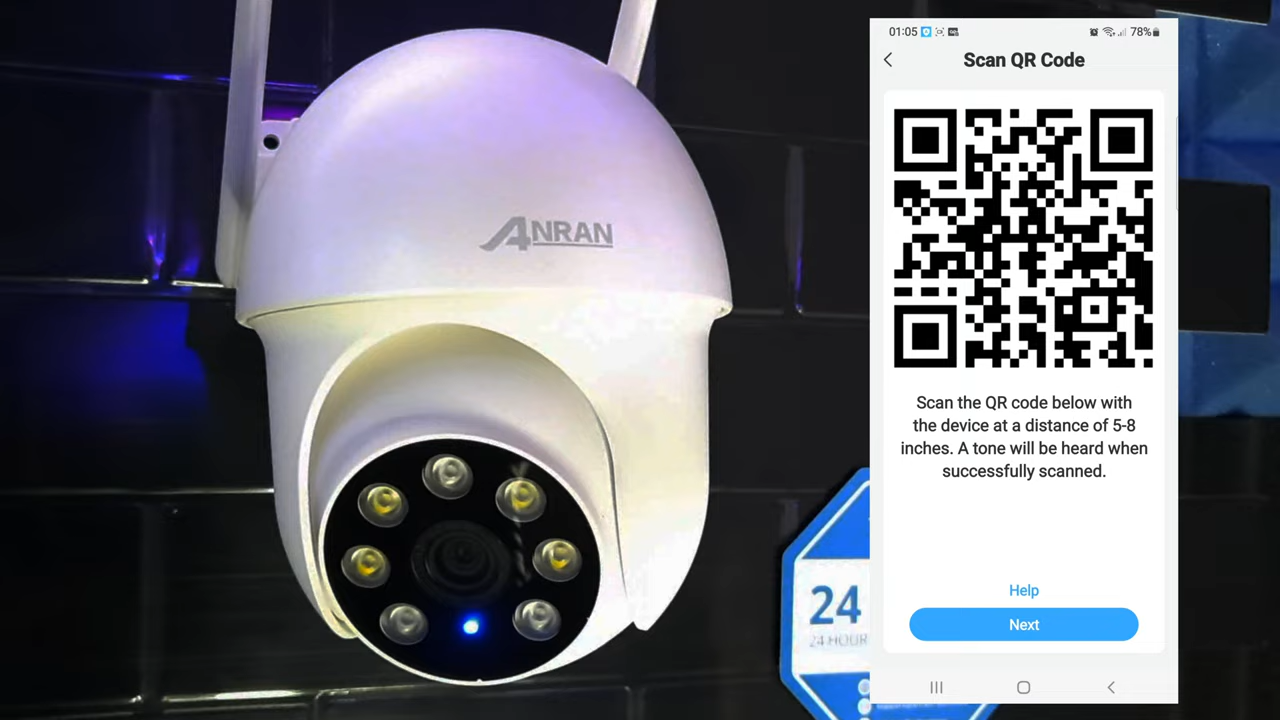 ANRAN
01:05
78%
Scan QR Code
Scan the QR code below with
the device at a distance of 5-8
inches. A tone will be heard when
successfully scanned.
Help
Next
24
24 HOUR